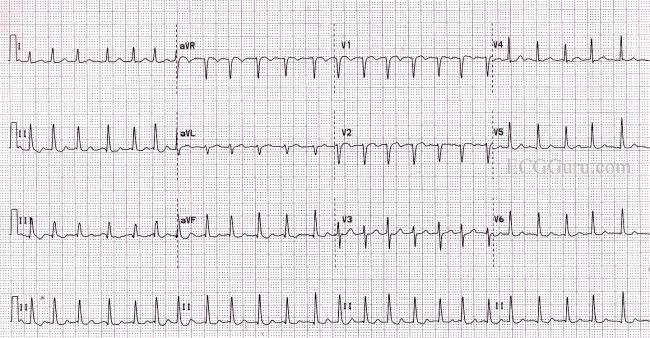 I aVR V1 V4
II aVL V2 V5
ECGGuru.com
III aVF V3 V6
II II II II